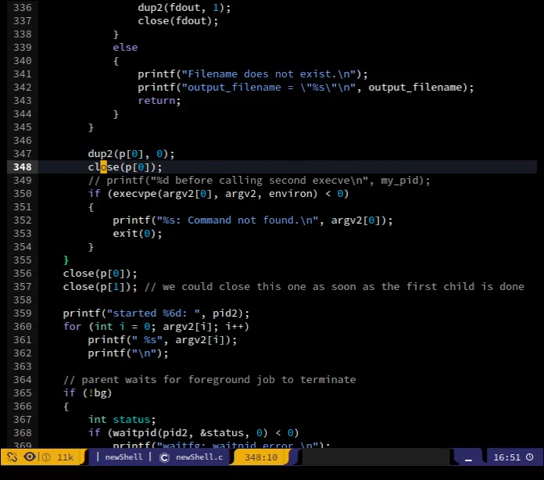 336 dup2(fdout, 1);
337 close(fdout);
338 }
339 else
340 {
341 printf("Filename does not exist.\n");
342 printf("output_filename = \"%s\"\n", output_filename);
343 return;
344 }
345 }
346
347 dup2(p[0], 0);
348 close(p[0]);
349 // printf("%d before calling second execve\n", my_pid);
350 if (execvpe(argv2[0], argv2, environ) < 0)
351 {
352 printf("%s: Command not found.\n", argv2[0]);
353 exit(0);
354 }
355 }
356 close(p[0]);
357 close(p[1]); // we could close this one as soon as the first child is done
358
359 printf("started %6d: ", pid2);
360 for (int i = 0; argv2[i]; i++)
361 printf(" %s", argv2[i]);
362 printf("\n");
363
364 // parent waits for foreground job to terminate
365 if (!bg)
366 {
367 int status;
368 if (waitpid(pid2, &status, 0) < 0)
369 printf("waitfg: waitpid error \n");
11k | newShell | C newShell.c 348:10 16:51